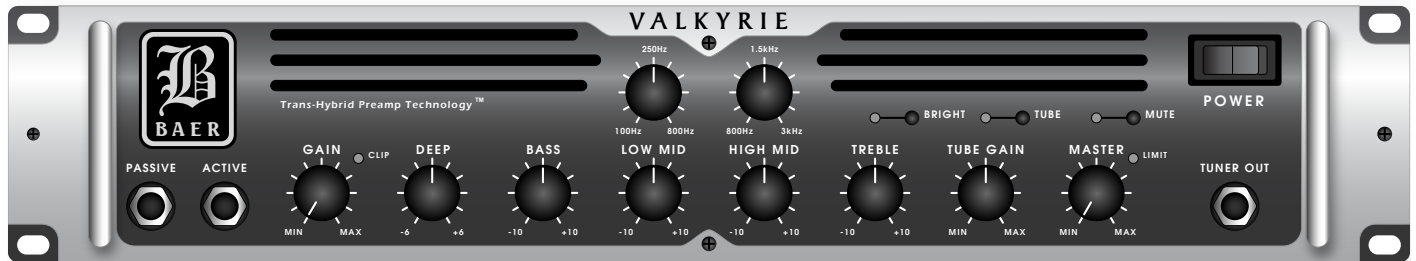 VALKYRIE
B
BAER
Trans-Hybrid Preamp Technology™
250Hz
100Hz 800Hz
1.5kHz
800Hz 3kHz
BRIGHT TUBE MUTE
POWER
PASSIVE ACTIVE
GAIN CLIP DEEP BASS LOW MID HIGH MID TREBLE TUBE GAIN MASTER LIMIT
TUNER OUT
MIN MAX -6 +6 -10 +10 -10 +10 -10 +10 -10 +10 MIN MAX MIN MAX